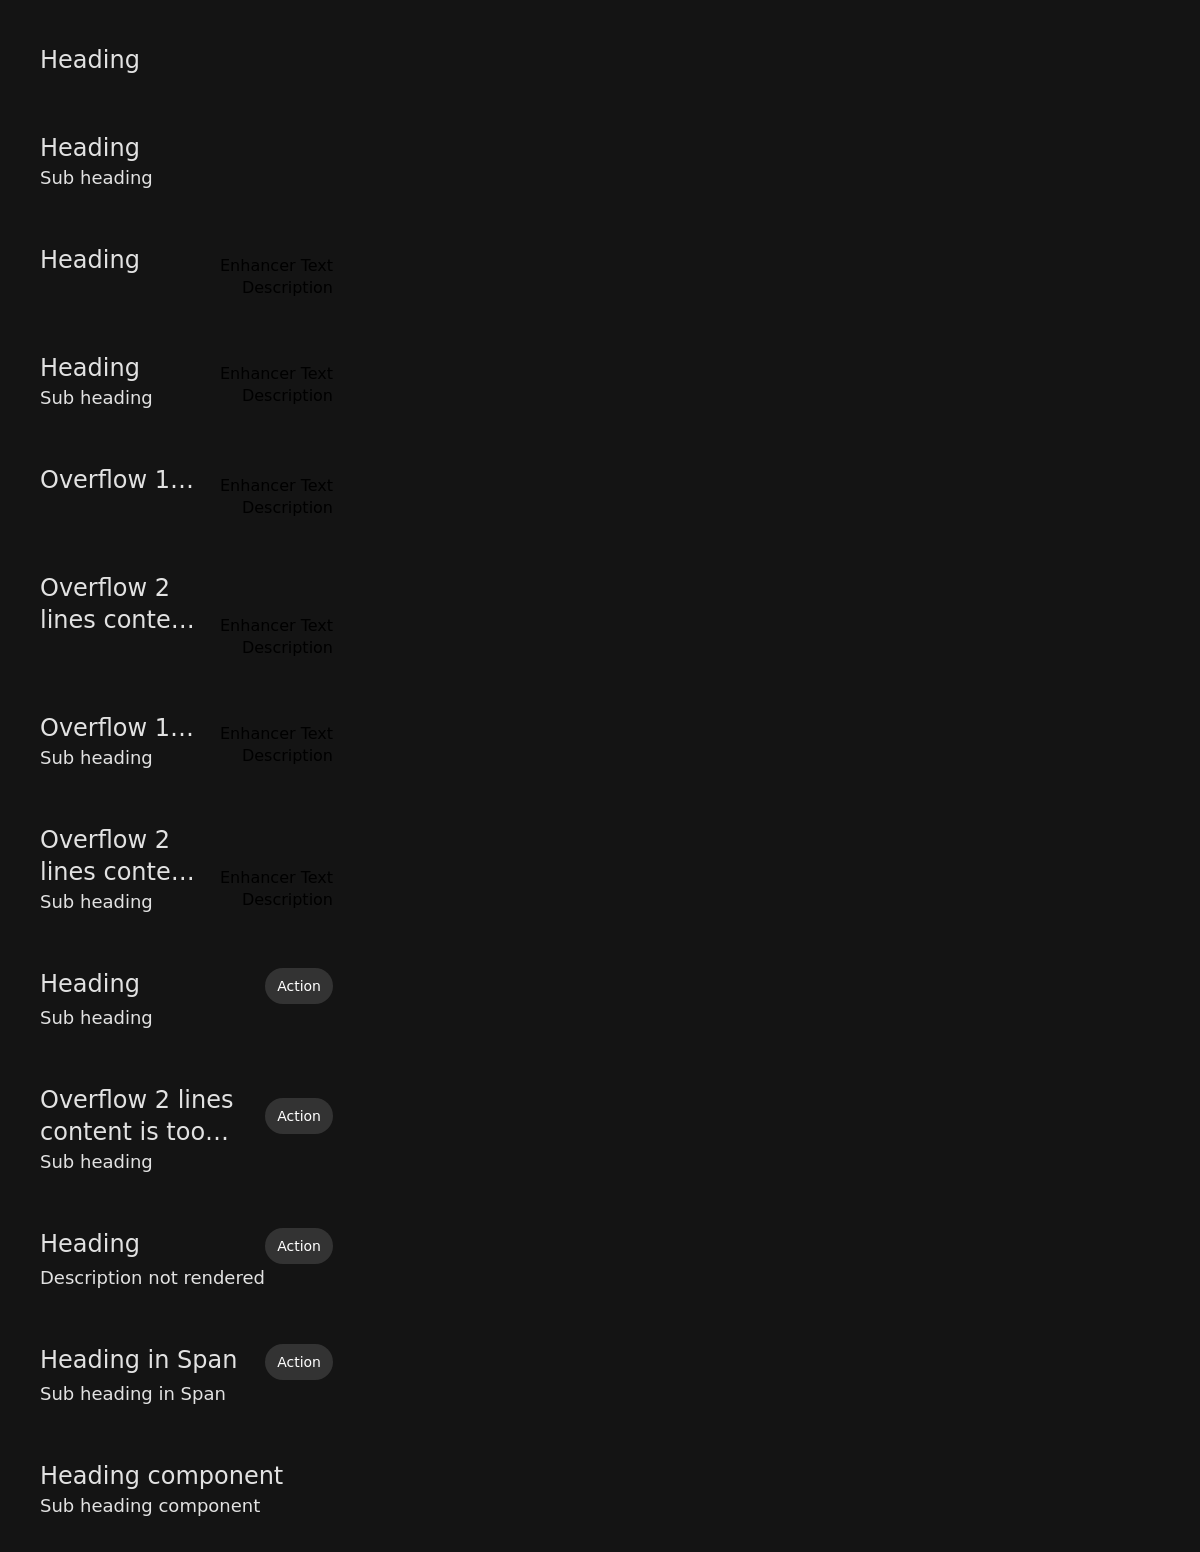 Heading
Heading
Sub heading
Heading
Enhancer Text
Description
Heading
Sub heading
Enhancer Text
Description
Overflow 1...
Enhancer Text
Description
Overflow 2
lines conte...
Enhancer Text
Description
Overflow 1...
Sub heading
Enhancer Text
Description
Overflow 2
lines conte...
Sub heading
Enhancer Text
Description
Heading
Action
Sub heading
Overflow 2 lines
content is too...
Action
Sub heading
Heading
Action
Description not rendered
Heading in Span
Action
Sub heading in Span
Heading component
Sub heading component